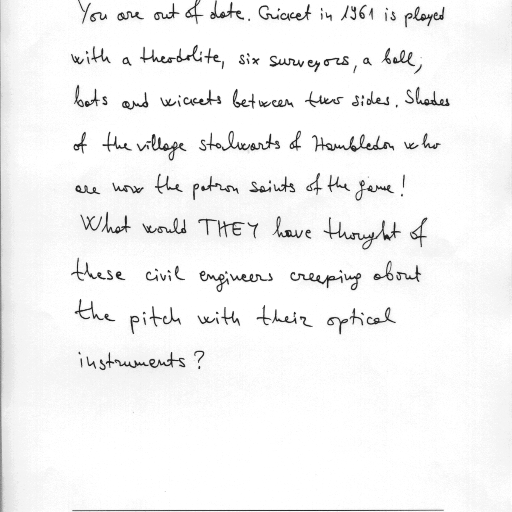 You are out of date. Cricket in 1961 is played
with a theodolite, six surveyors, a ball,
bats and wickets between two sides. Shades
of the village stalwarts of Hambledon who
are now the patron saints of the game!
What would THEY have thought of
these civil engineers creeping about
the pitch with their optical
instruments?